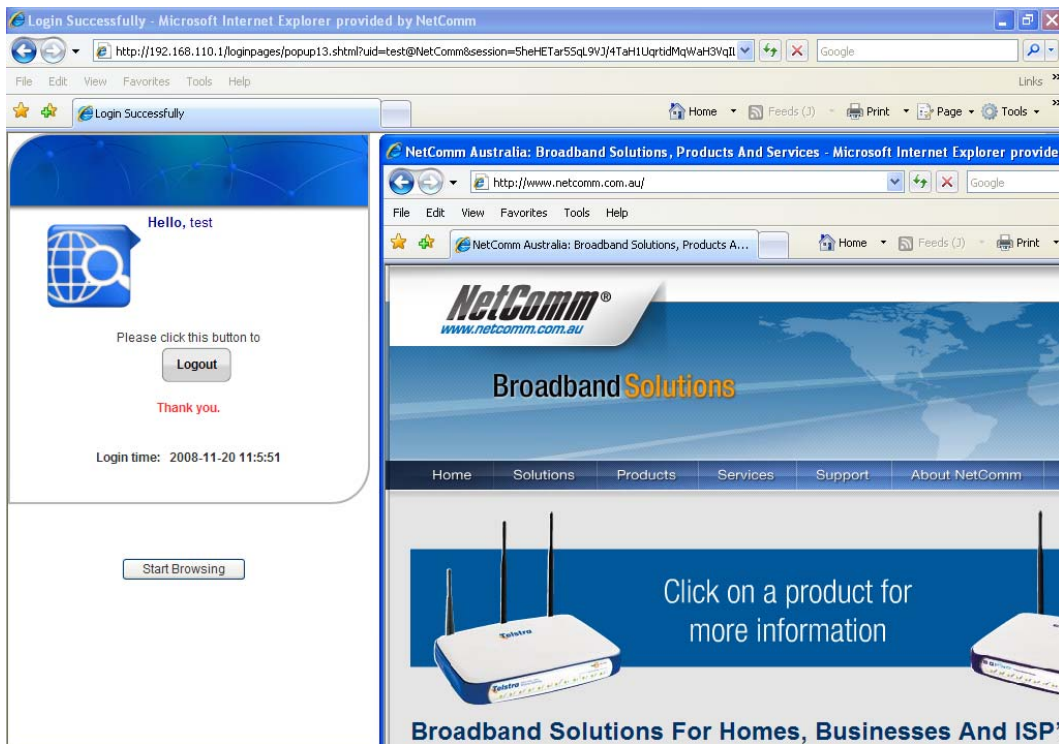 Login Successfully - Microsoft Internet Explorer provided by NetComm
http://192.168.110.1/loginpages/popup13.shtml?uid=test@NetComm&session=
Google
File Edit View Favorites Tools Help
Links
Login Successfully
Home Feeds (J) Print Page Tools
Hello, test
Please click this button to
Logout
Thank you.
Login time: 2008-11-20 11:5:51
Start Browsing
NetComm Australia: Broadband Solutions, Products And Services - Microsoft Internet Explorer provide
http://www.netcomm.com.au/
Google
File Edit View Favorites Tools Help
NetComm Australia: Broadband Solutions, Products A...
Home Feeds (J) Print
NetComm®
www.netcomm.com.au
Broadband Solutions
Home Solutions Products Services Support About NetComm
Click on a product for
more information
Telstra
Telstra
Broadband Solutions For Homes, Businesses And ISP'